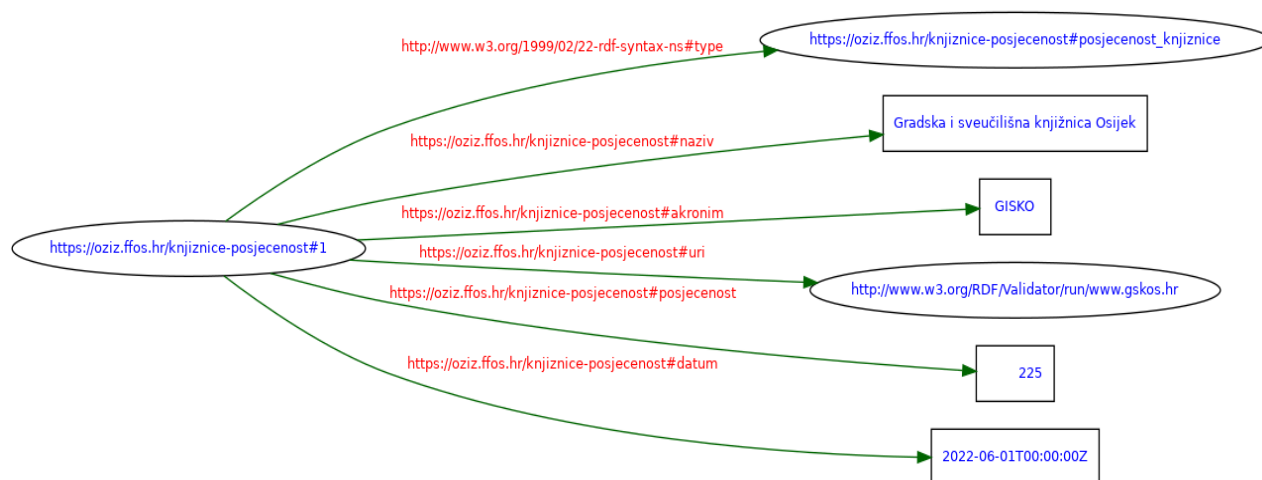 http://www.w3.org/1999/02/22-rdf-syntax-ns#type
https://oziz.ffos.hr/knjiznice-posjecenost#posjecenost_knjiznice
https://oziz.ffos.hr/knjiznice-posjecenost#naziv
Gradska i sveučilišna knjižnica Osijek
https://oziz.ffos.hr/knjiznice-posjecenost#akronim
GISKO
https://oziz.ffos.hr/knjiznice-posjecenost#1
https://oziz.ffos.hr/knjiznice-posjecenost#uri
http://www.w3.org/RDF/Validator/run/www.gskos.hr
https://oziz.ffos.hr/knjiznice-posjecenost#posjecenost
225
https://oziz.ffos.hr/knjiznice-posjecenost#datum
2022-06-01T00:00:00Z